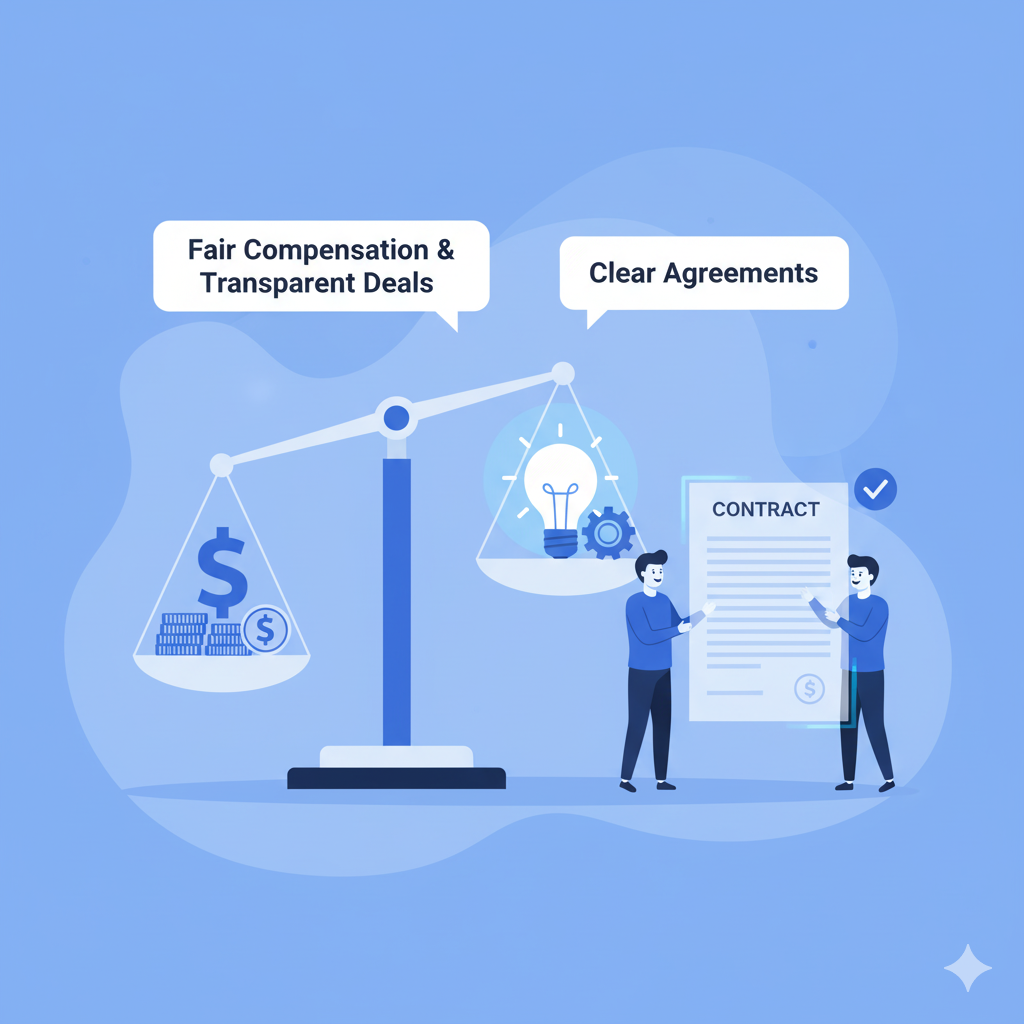 Fair Compensation &
Transparent Deals
Clear Agreements
$
$
CONTRACT
$